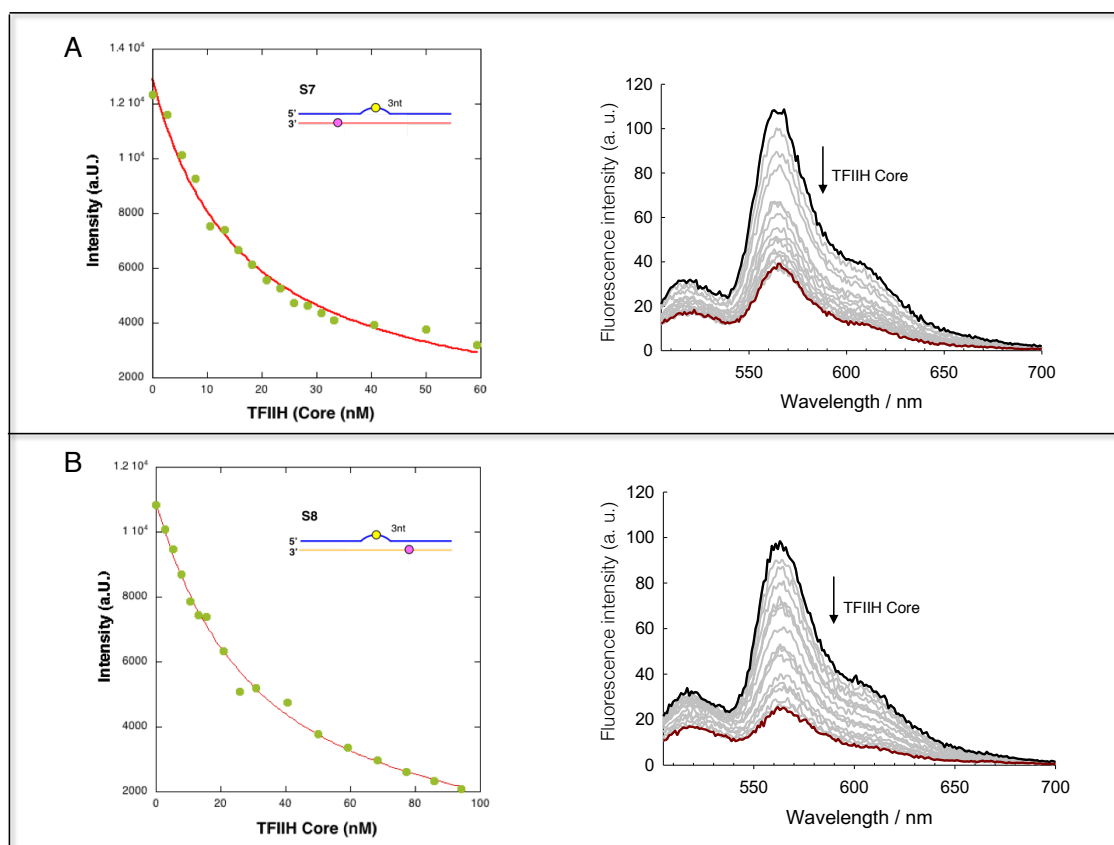 A
1.4 10⁴
1.2 10⁴
1 10⁴
8000
6000
4000
2000
Intensity (a.U.)
0 10 20 30 40 50 60
TFIIH (Core (nM)
S7
3nt
5'
3'
120
100
80
60
40
20
0
Fluorescence intensity (a. u.)
TFIIH Core
550 600 650 700
Wavelength / nm
B
1.2 10⁴
1 10⁴
8000
6000
4000
2000
Intensity (a.U.)
0 20 40 60 80 100
TFIIH Core (nM)
S8
3nt
5'
3'
120
100
80
60
40
20
0
Fluorescence intensity (a. u.)
TFIIH Core
550 600 650 700
Wavelength / nm